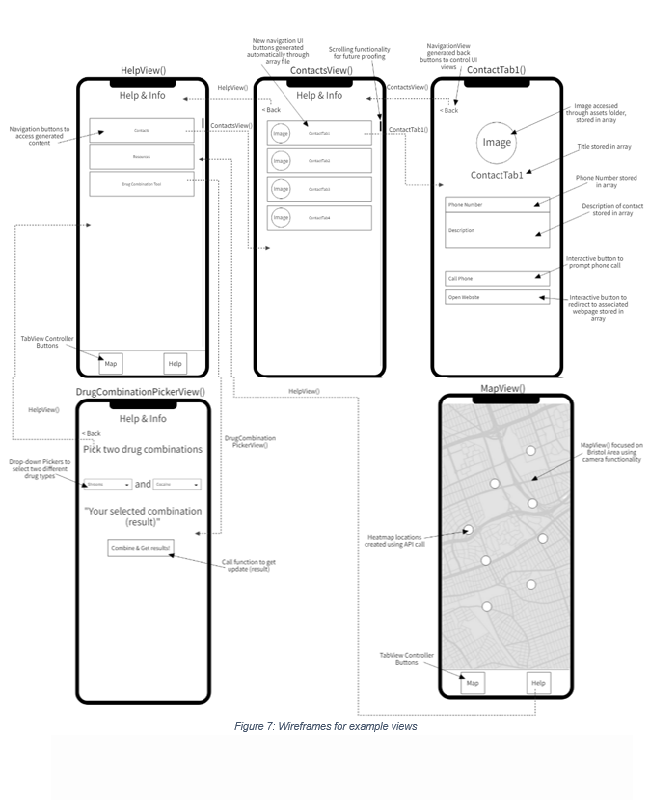 New navigation UI
buttons generated
automatically through
array file
Scrolling functionality
for future proofing
NavigationView
generated back
buttons to control UI
views
HelpView()
Help & Info
Navigation buttons to
access generated
content
Contacts
Resources
Drug Combination Tool
TabView Controller
Buttons
Map
Help
HelpView()
ContactsView()
ContactsView()
Help & Info
< Back
Image
ContactTab1
Image
ContactTab2
Image
ContactTab3
Image
ContactTab4
ContactsView()
ContactTab1()
ContactTab1()
< Back
Image
ContacTab1
Phone Number
Description
Call Phone
Open Website
Image accessed
through assets folder,
stored in array
Title stored in array
Phone Number stored
in array
Description of contact
stored in array
Interactive button to
prompt phone call
Interactive button to
redirect to associated
webpage stored in
array
DrugCombinationPickerView()
HelpView()
Help & Info
< Back
Pick two drug combinations
Drop-down Pickers to
select two different
drug types
and
Cocaine
"Your selected combination
(result)"
Combine & Get results!
Call function to get
update (result)
DrugCombination
PickerView()
HelpView()
MapView()
MapView() focused on
Bristol Area using
camera functionality
Heatmap locations
created using API call
TabView Controller
Buttons
Map
Help
Figure 7: Wireframes for example views